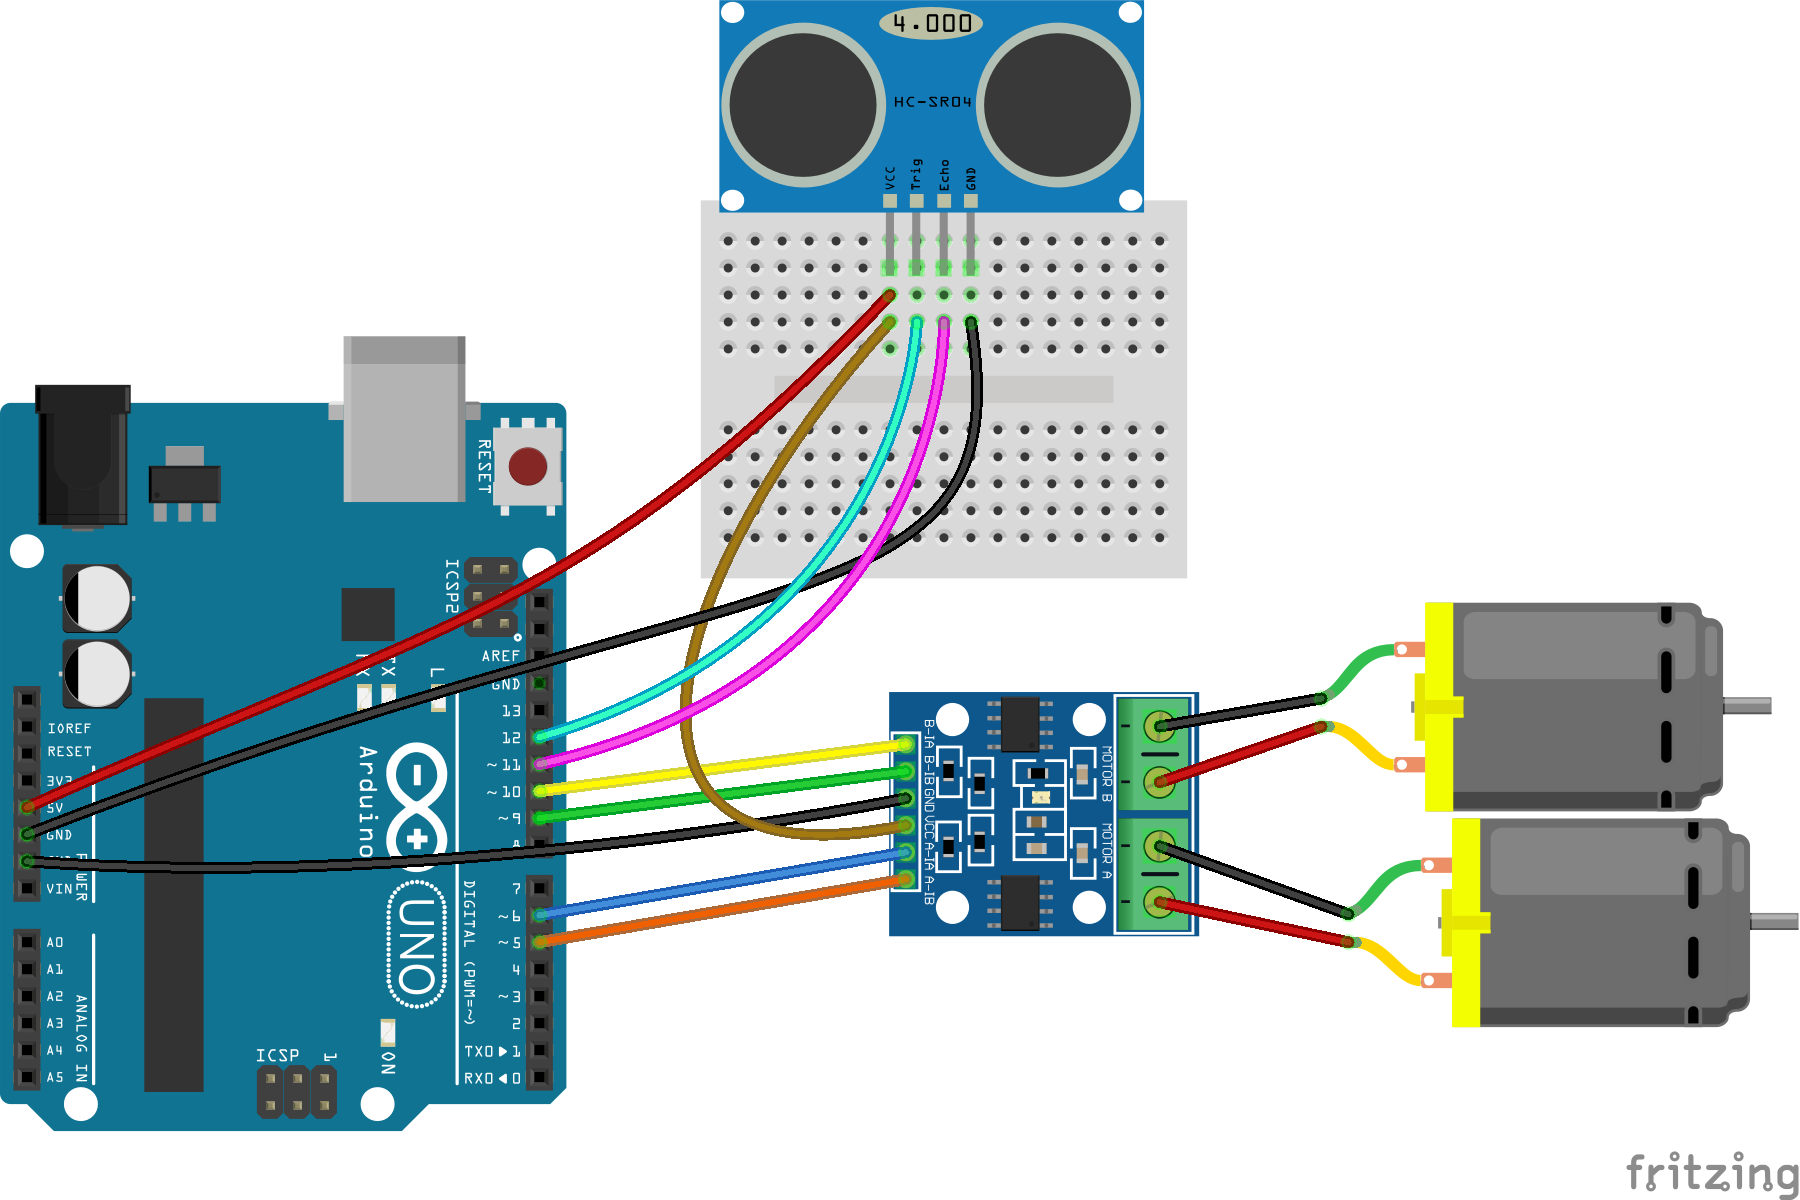 4.000
HC-SR04
VCC
Trig
Echo
GND
RESET
ICSP2
AREF
GND
13
12
~11
~10
~9
8
7
~6
~5
4
~3
2
TX0▶1
RX0◀0
L
TX
RX
IOREF
RESET
3V3
5V
GND
VIN
POWER
A0
A1
A2
A3
A4
A5
ANALOG IN
Arduino
UNO
DIGITAL (PWM=~)
ICSP
1
ON
B-IA
B-IB
GND
VCC
A-IA
A-IB
MOTOR B
MOTOR A
- +
fritzing